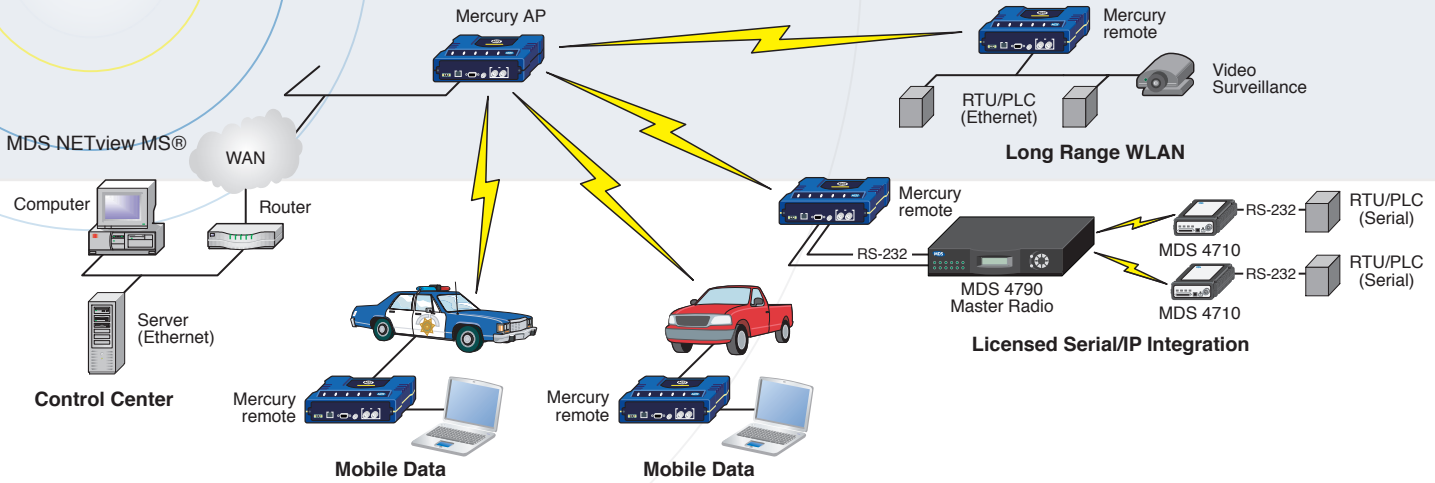 Mercury AP
Mercury
remote
Video
Surveillance
RTU/PLC
(Ethernet)
Long Range WLAN
MDS NETview MS®
WAN
Computer
Router
Server
(Ethernet)
Control Center
Mercury
remote
RS-232
MDS
MDS 4790
Master Radio
MDS 4710
RS-232
RTU/PLC
(Serial)
MDS 4710
RS-232
RTU/PLC
(Serial)
Licensed Serial/IP Integration
Mercury
remote
Mobile Data
Mercury
remote
Mobile Data